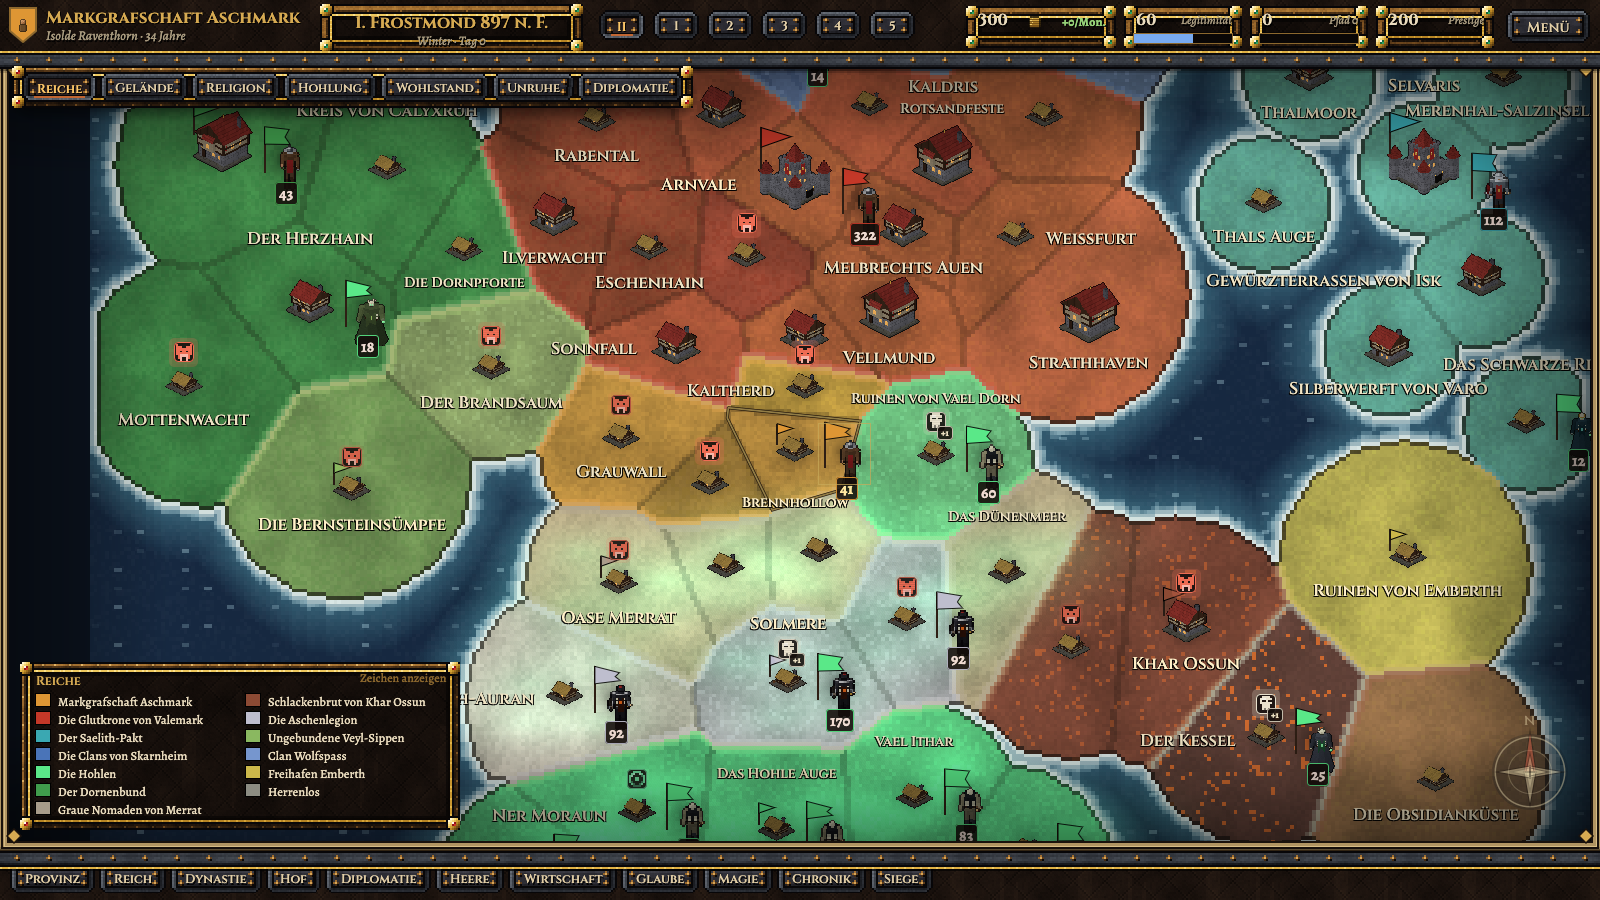 Markgrafschaft Aschmark
Isolde Raventhorn · 34 Jahre
1. Frostmond 897 n. F.
Winter · Tag 0
II
1
2
3
4
5
300
+0/Mon
60
Legitimität
0
Pfad 0
200
Prestige
Menü
Reiche
Gelände
Religion
Hohlung
Wohlstand
Unruhe
Diplomatie
14
Kaldris
Rotsandfeste
Selvaris
Thalmoor
Merenhal-Salzinsel
Kreis von Calyxruh
Rabental
Arnvale
43
112
322
Der Herzhain
Ilverwacht
Weissfurt
Thals Auge
Melbrechts Auen
Die Dornpforte
Eschenhain
Gewürzterrassen von Isk
18
Sonnfall
Vellmund
Strathhaven
Das Schwarze Ri
Kaltherd
Silberwerft von Varo
Der Brandsaum
Ruinen von Vael Dorn
Mottenwacht
+1
Grauwall
12
41
60
Brennhollow
Das Dünenmeer
Die Bernsteinsümpfe
Ruinen von Emberth
Oase Merrat
Solmere
+1
92
Khar Ossun
h-Auran
170
92
+1
Vael Ithar
Der Kessel
N
25
Das Hohle Auge
Ner Moraun
83
Die Obsidianküste
Reiche
Zeichen anzeigen
Markgrafschaft Aschmark
Die Glutkrone von Valemark
Der Saelith-Pakt
Die Clans von Skarnheim
Die Hohlen
Der Dornenbund
Graue Nomaden von Merrat
Schlackenbrut von Khar Ossun
Die Aschenlegion
Ungebundene Veyl-Sippen
Clan Wolfspass
Freihafen Emberth
Herrenlos
Provinz
Reich
Dynastie
Hof
Diplomatie
Heere
Wirtschaft
Glaube
Magie
Chronik
Siege